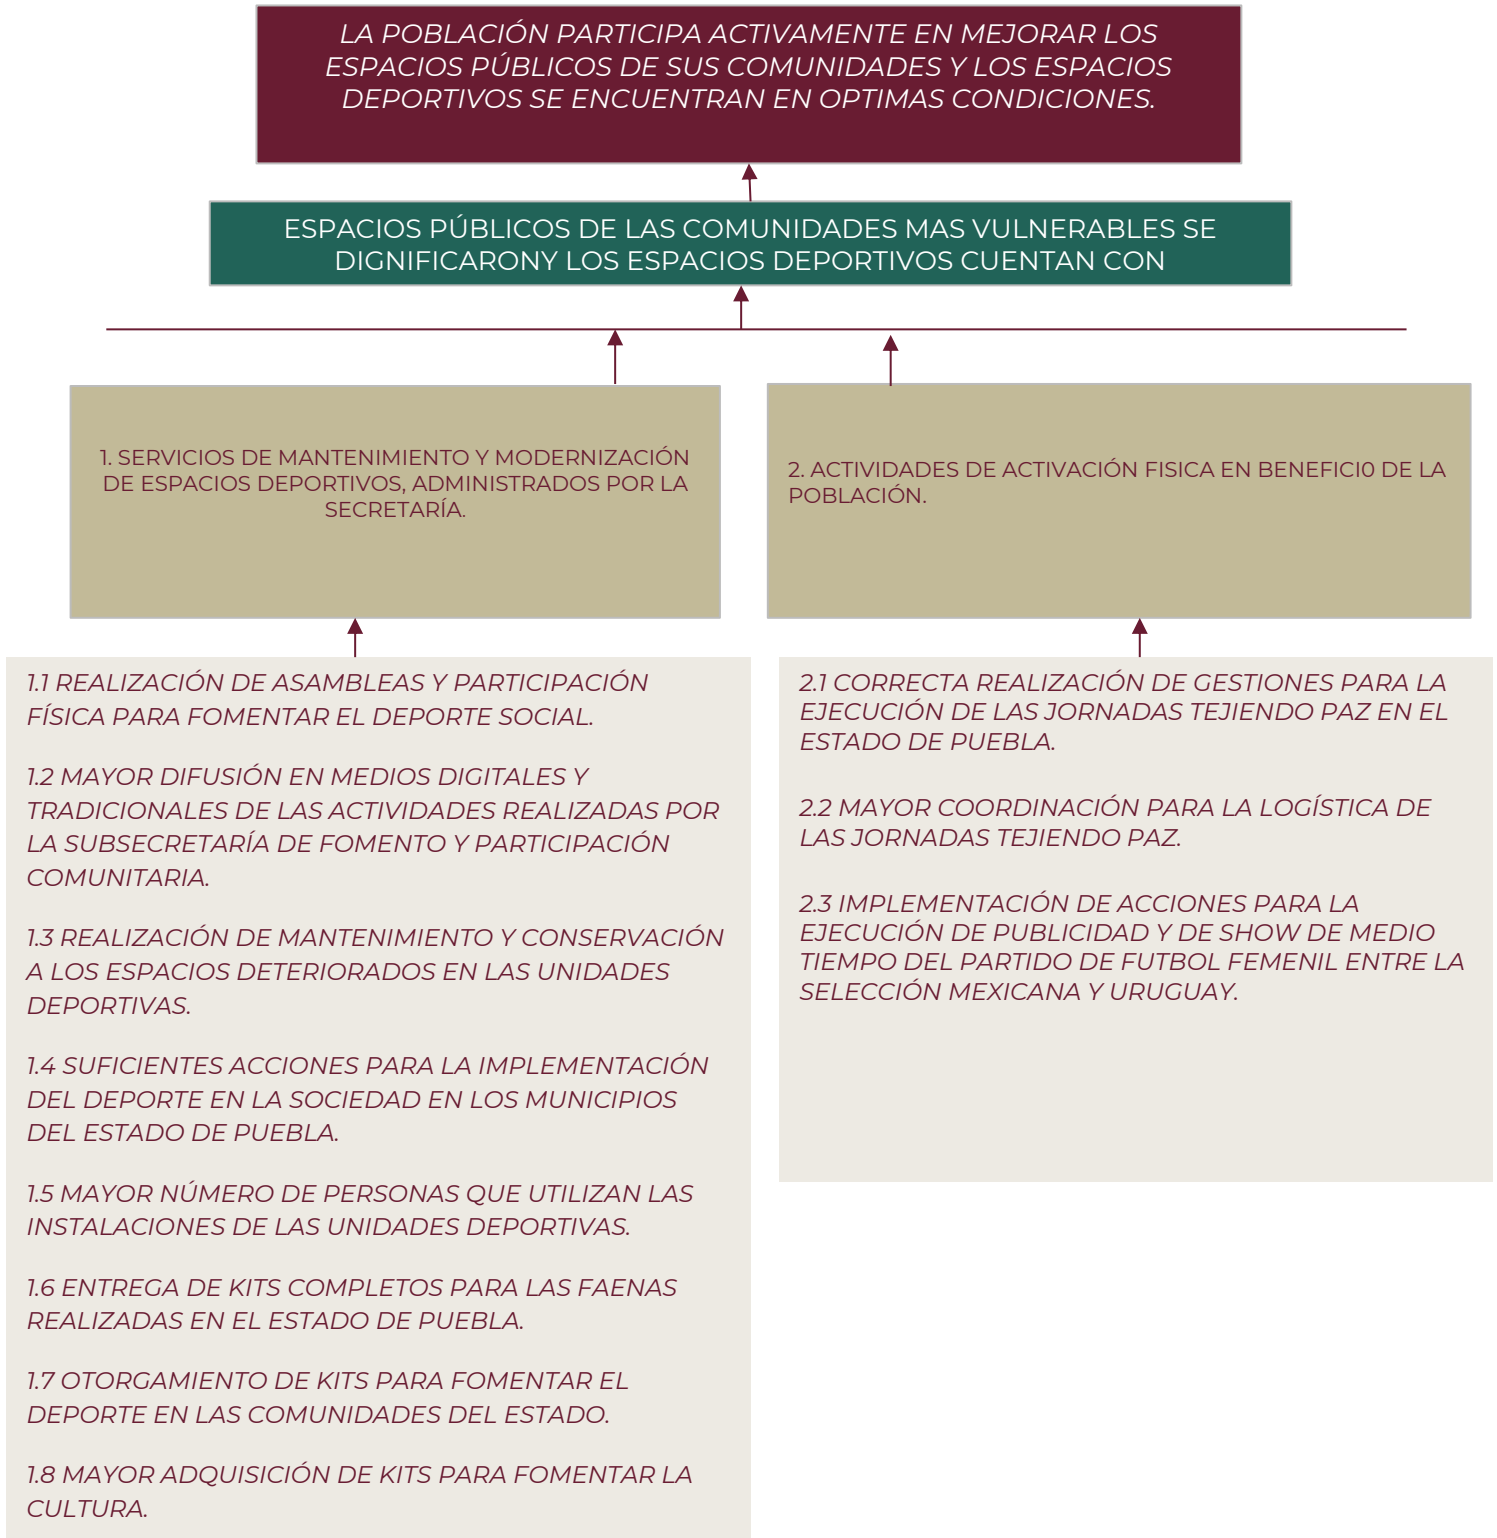 LA POBLACIÓN PARTICIPA ACTIVAMENTE EN MEJORAR LOS
ESPACIOS PÚBLICOS DE SUS COMUNIDADES Y LOS ESPACIOS
DEPORTIVOS SE ENCUENTRAN EN OPTIMAS CONDICIONES.
ESPACIOS PÚBLICOS DE LAS COMUNIDADES MAS VULNERABLES SE
DIGNIFICARONY LOS ESPACIOS DEPORTIVOS CUENTAN CON
1. SERVICIOS DE MANTENIMIENTO Y MODERNIZACIÓN
DE ESPACIOS DEPORTIVOS, ADMINISTRADOS POR LA
SECRETARÍA.
2. ACTIVIDADES DE ACTIVACIÓN FISICA EN BENEFICI0 DE LA
POBLACIÓN.
1.1 REALIZACIÓN DE ASAMBLEAS Y PARTICIPACIÓN
FÍSICA PARA FOMENTAR EL DEPORTE SOCIAL.
1.2 MAYOR DIFUSIÓN EN MEDIOS DIGITALES Y
TRADICIONALES DE LAS ACTIVIDADES REALIZADAS POR
LA SUBSECRETARÍA DE FOMENTO Y PARTICIPACIÓN
COMUNITARIA.
1.3 REALIZACIÓN DE MANTENIMIENTO Y CONSERVACIÓN
A LOS ESPACIOS DETERIORADOS EN LAS UNIDADES
DEPORTIVAS.
1.4 SUFICIENTES ACCIONES PARA LA IMPLEMENTACIÓN
DEL DEPORTE EN LA SOCIEDAD EN LOS MUNICIPIOS
DEL ESTADO DE PUEBLA.
1.5 MAYOR NÚMERO DE PERSONAS QUE UTILIZAN LAS
INSTALACIONES DE LAS UNIDADES DEPORTIVAS.
1.6 ENTREGA DE KITS COMPLETOS PARA LAS FAENAS
REALIZADAS EN EL ESTADO DE PUEBLA.
1.7 OTORGAMIENTO DE KITS PARA FOMENTAR EL
DEPORTE EN LAS COMUNIDADES DEL ESTADO.
1.8 MAYOR ADQUISICIÓN DE KITS PARA FOMENTAR LA
CULTURA.
2.1 CORRECTA REALIZACIÓN DE GESTIONES PARA LA
EJECUCIÓN DE LAS JORNADAS TEJIENDO PAZ EN EL
ESTADO DE PUEBLA.
2.2 MAYOR COORDINACIÓN PARA LA LOGÍSTICA DE
LAS JORNADAS TEJIENDO PAZ.
2.3 IMPLEMENTACIÓN DE ACCIONES PARA LA
EJECUCIÓN DE PUBLICIDAD Y DE SHOW DE MEDIO
TIEMPO DEL PARTIDO DE FUTBOL FEMENIL ENTRE LA
SELECCIÓN MEXICANA Y URUGUAY.